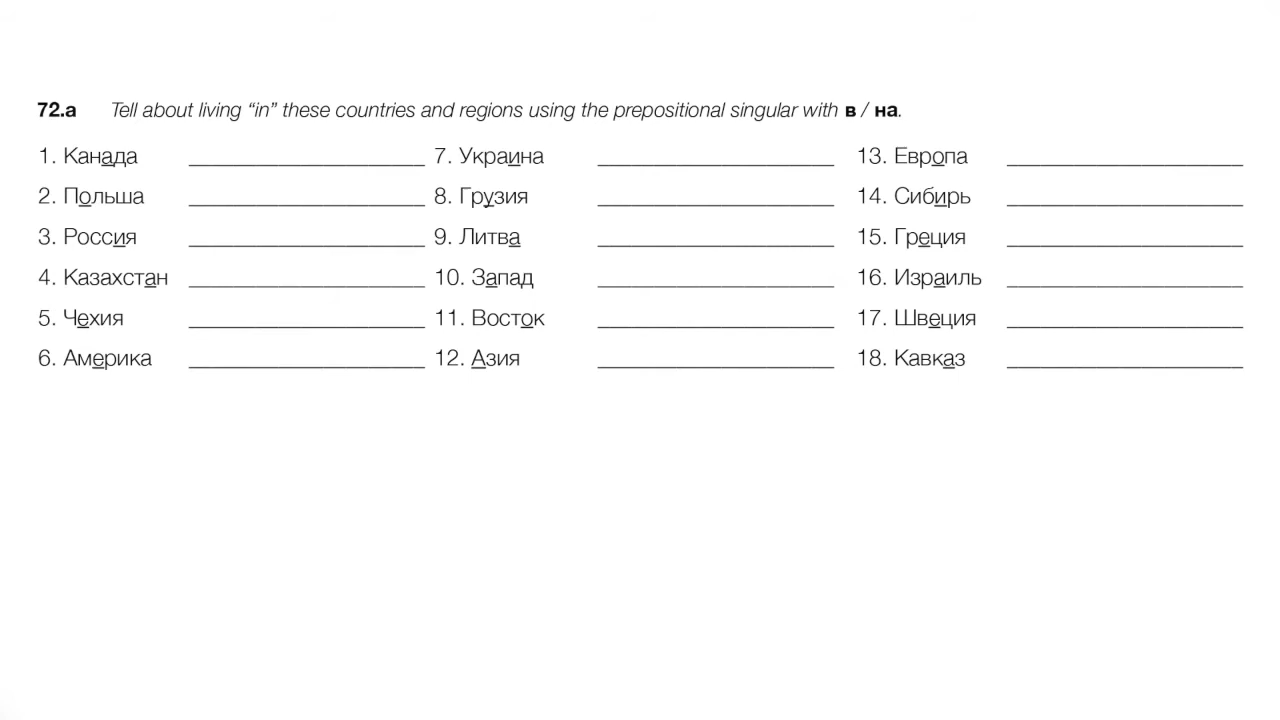 72.a Tell about living “in” these countries and regions using the prepositional singular with в / на.
1. Канада ____________________ 7. Украина ____________________ 13. Европа ____________________
2. Польша ____________________ 8. Грузия ____________________ 14. Сибирь ____________________
3. Россия ____________________ 9. Литва ____________________ 15. Греция ____________________
4. Казахстан ____________________ 10. Запад ____________________ 16. Израиль ____________________
5. Чехия ____________________ 11. Восток ____________________ 17. Швеция ____________________
6. Америка ____________________ 12. Азия ____________________ 18. Кавказ ____________________